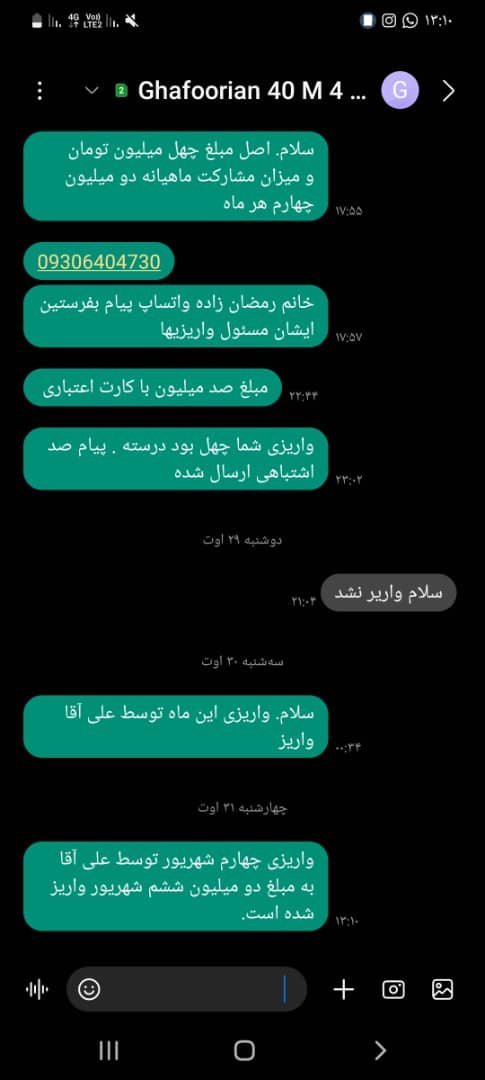 4G
Vo))
LTE2
۱۳:۱۰
2
Ghafoorian 40 M 4 ...
G
سلام. اصل مبلغ چهل میلیون تومان
و میزان مشارکت ماهیانه دو میلیون
چهارم هر ماه
۱۷:۵۵
09306404730
خانم رمضان زاده واتساپ پیام بفرستین
ایشان مسئول واریزیها
۱۷:۵۷
مبلغ صد میلیون با کارت اعتباری
۲۲:۴۴
واریزی شما چهل بود درسته . پیام صد
اشتباهی ارسال شده
۲۳:۰۲
دوشنبه ۲۹ اوت
سلام واریر نشد
۲۱:۰۴
سه‌شنبه ۳۰ اوت
سلام. واریزی این ماه توسط علی آقا
واریز
۰۰:۳۴
چهارشنبه ۳۱ اوت
واریزی چهارم شهریور توسط علی آقا
به مبلغ دو میلیون ششم شهریور واریز
شده است.
۱۳:۱۰